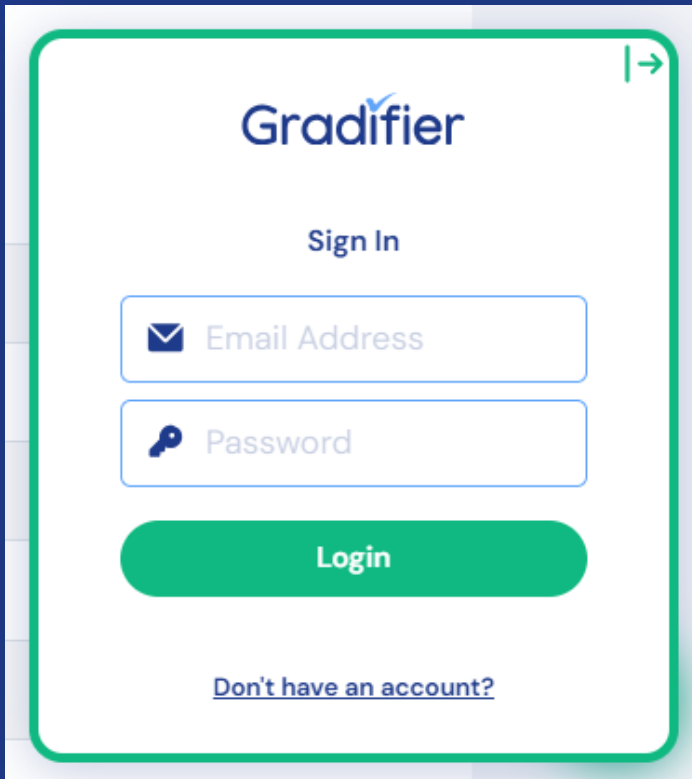 Gradifier
Sign In
Email Address
Password
Login
Don't have an account?